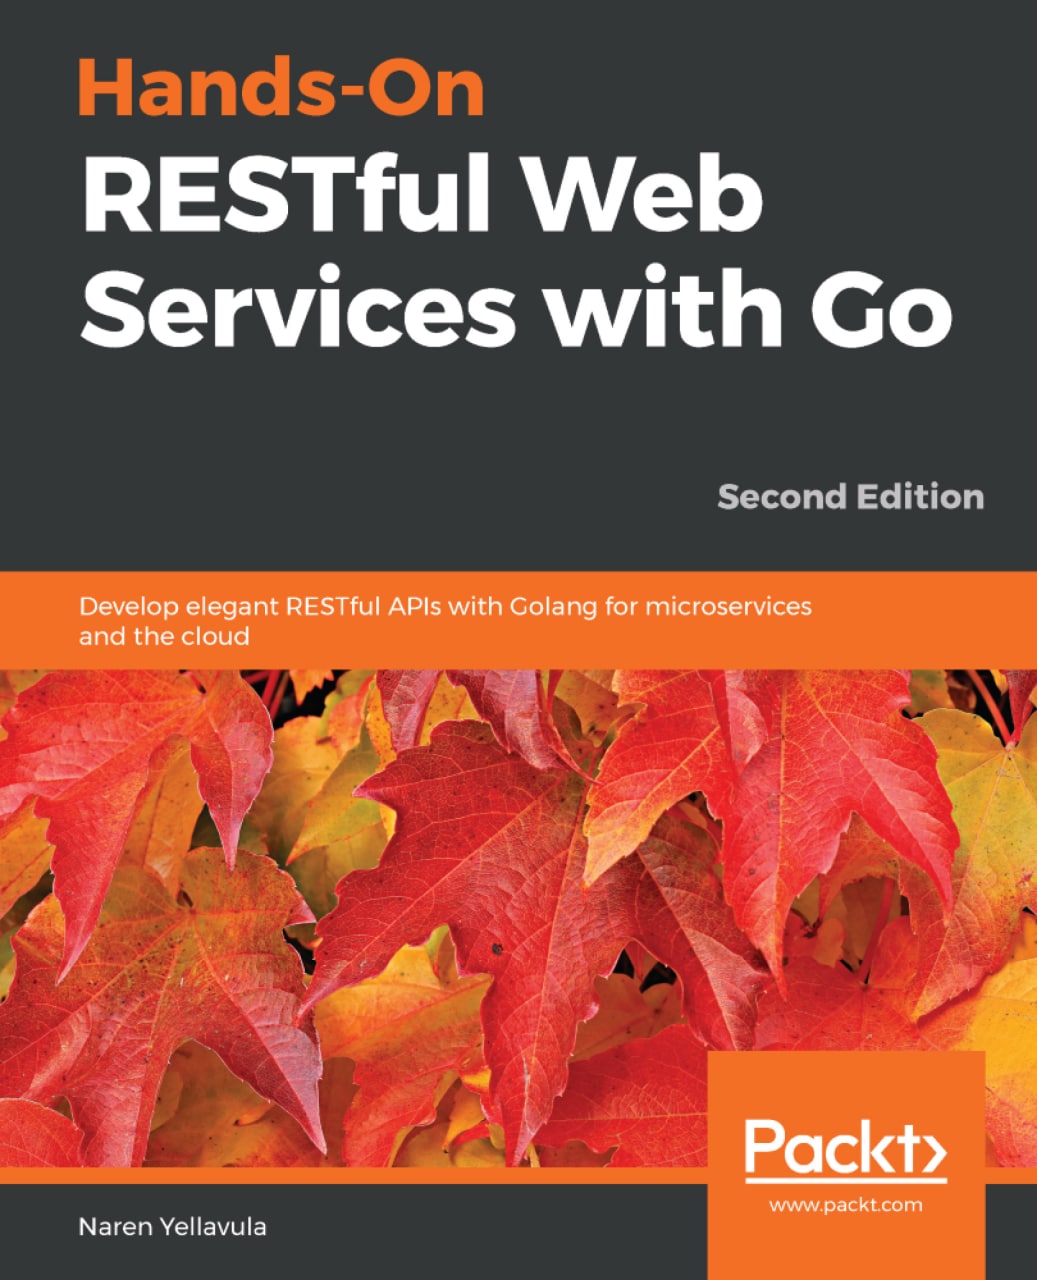 Hands-On
RESTful Web
Services with Go
Second Edition
Develop elegant RESTful APIs with Golang for microservices
and the cloud
Packt>
www.packt.com
Naren Yellavula